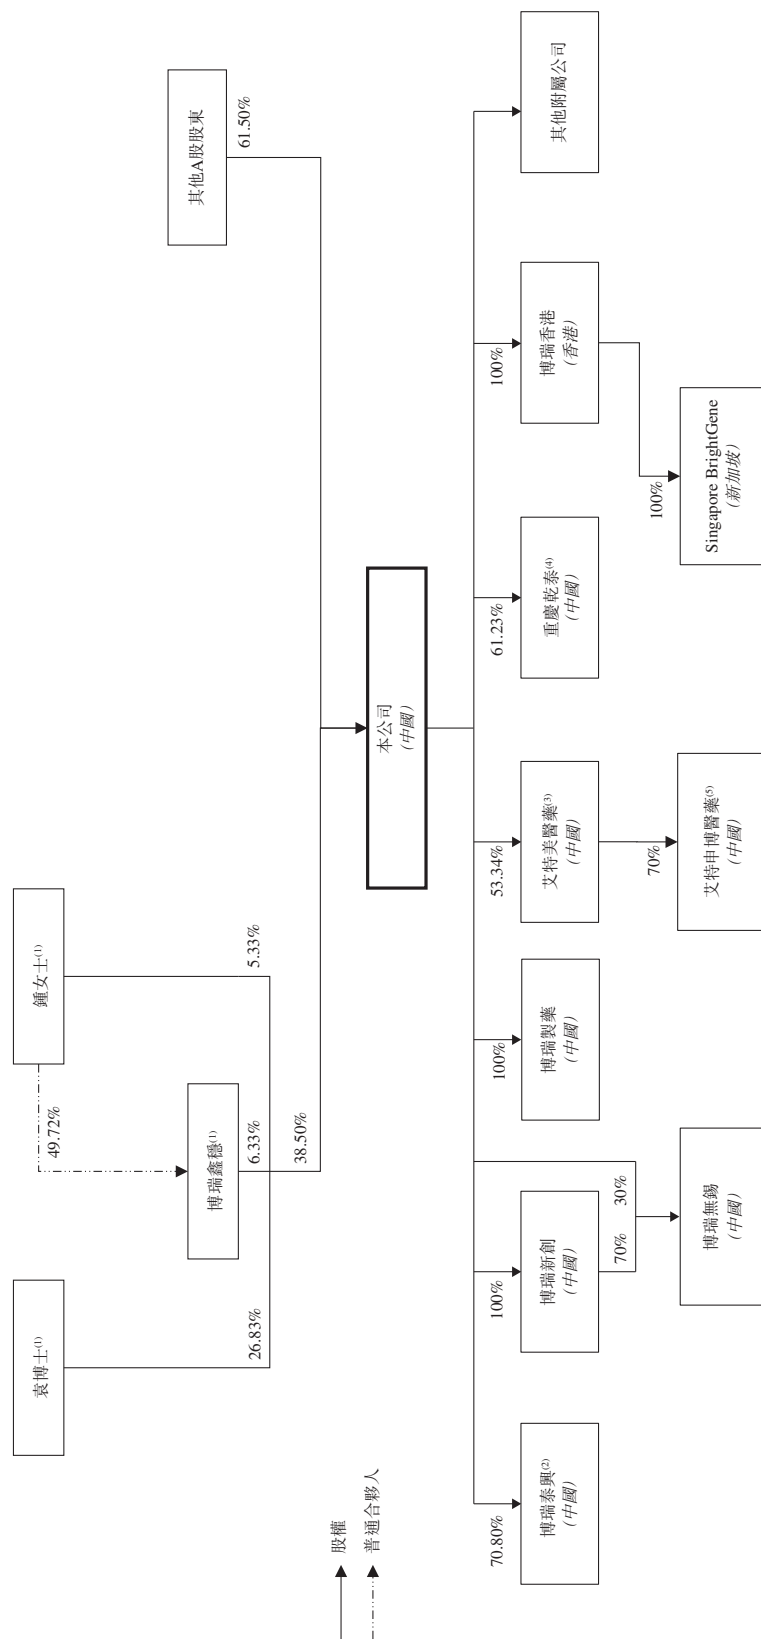 袁博士(1)
鍾女士(1)
49.72%
博瑞鑫穩(1)
26.83%
6.33%
5.33%
38.50%
其他A股股東
61.50%
本公司
(中國)
70.80%
博瑞泰興(2)
(中國)
100%
博瑞新創
(中國)
70%
30%
博瑞無錫
(中國)
100%
博瑞製藥
(中國)
53.34%
艾特美醫藥(3)
(中國)
70%
艾特申博醫藥(5)
(中國)
61.23%
重慶乾泰(4)
(中國)
100%
博瑞香港
(香港)
100%
Singapore BrightGene
(新加坡)
其他附屬公司
股權
普通合夥人